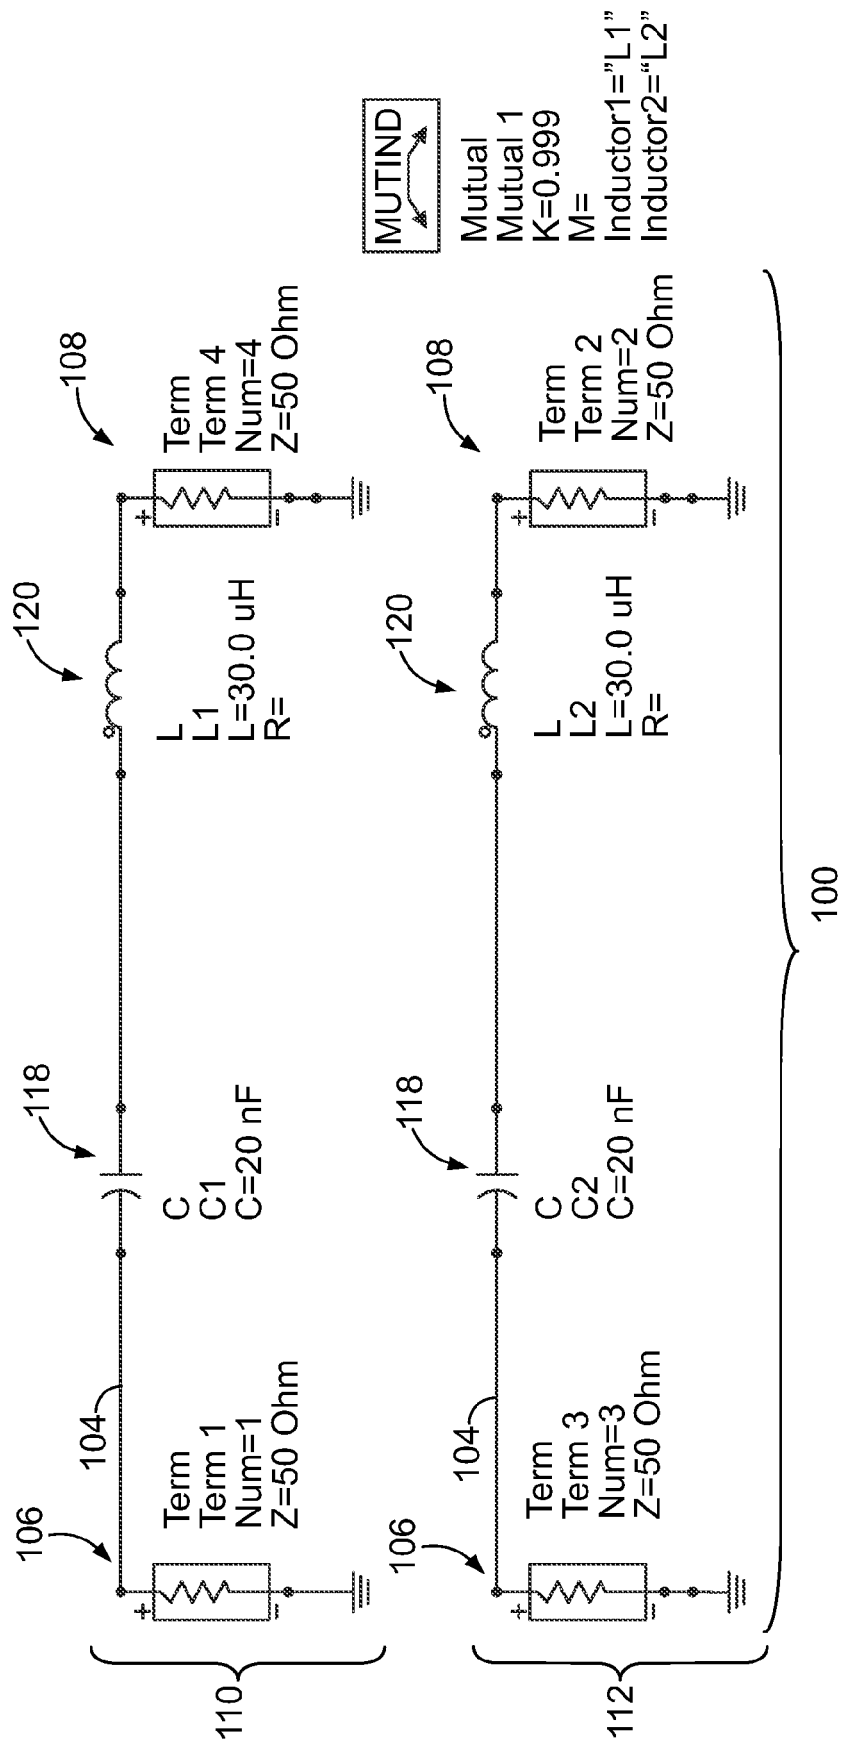 106
104
118
120
108
Term
Term 1
Num=1
Z=50 Ohm
C
C1
C=20 nF
L
L1
L=30.0 uH
R=
Term
Term 4
Num=4
Z=50 Ohm
+
-
+
-
110
MUTIND
Mutual
Mutual 1
K=0.999
M=
Inductor1="L1"
Inductor2="L2"
106
104
118
120
108
Term
Term 3
Num=3
Z=50 Ohm
C
C2
C=20 nF
L
L2
L=30.0 uH
R=
Term
Term 2
Num=2
Z=50 Ohm
+
-
+
-
112
100